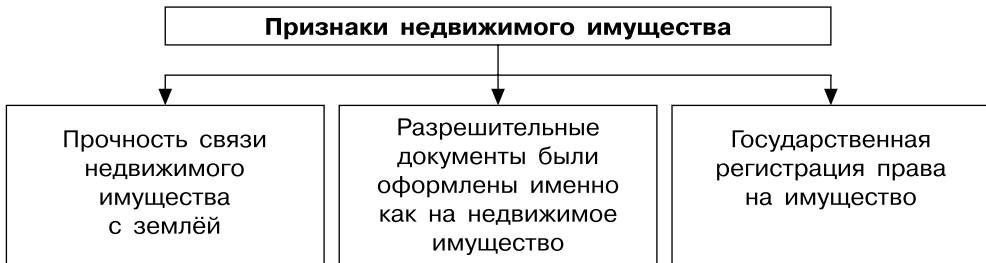 Признаки недвижимого имущества
Прочность связи
недвижимого
имущества
с землёй
Разрешительные
документы были
оформлены именно
как на недвижимое
имущество
Государственная
регистрация права
на имущество